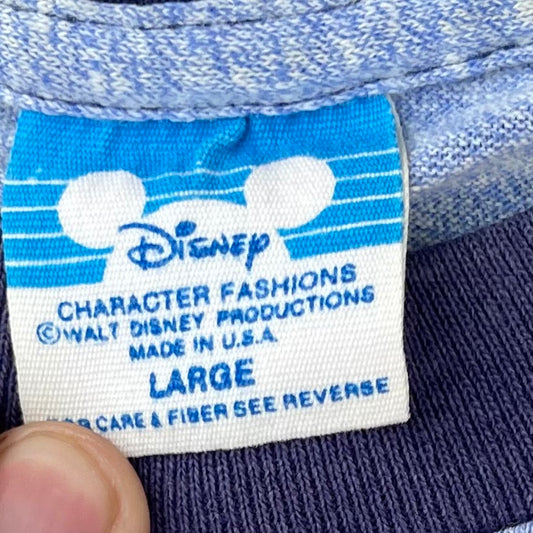 Disney
CHARACTER FASHIONS
©WALT DISNEY PRODUCTIONS
MADE IN U.S.A.
LARGE
CARE & FIBER SEE REVERSE